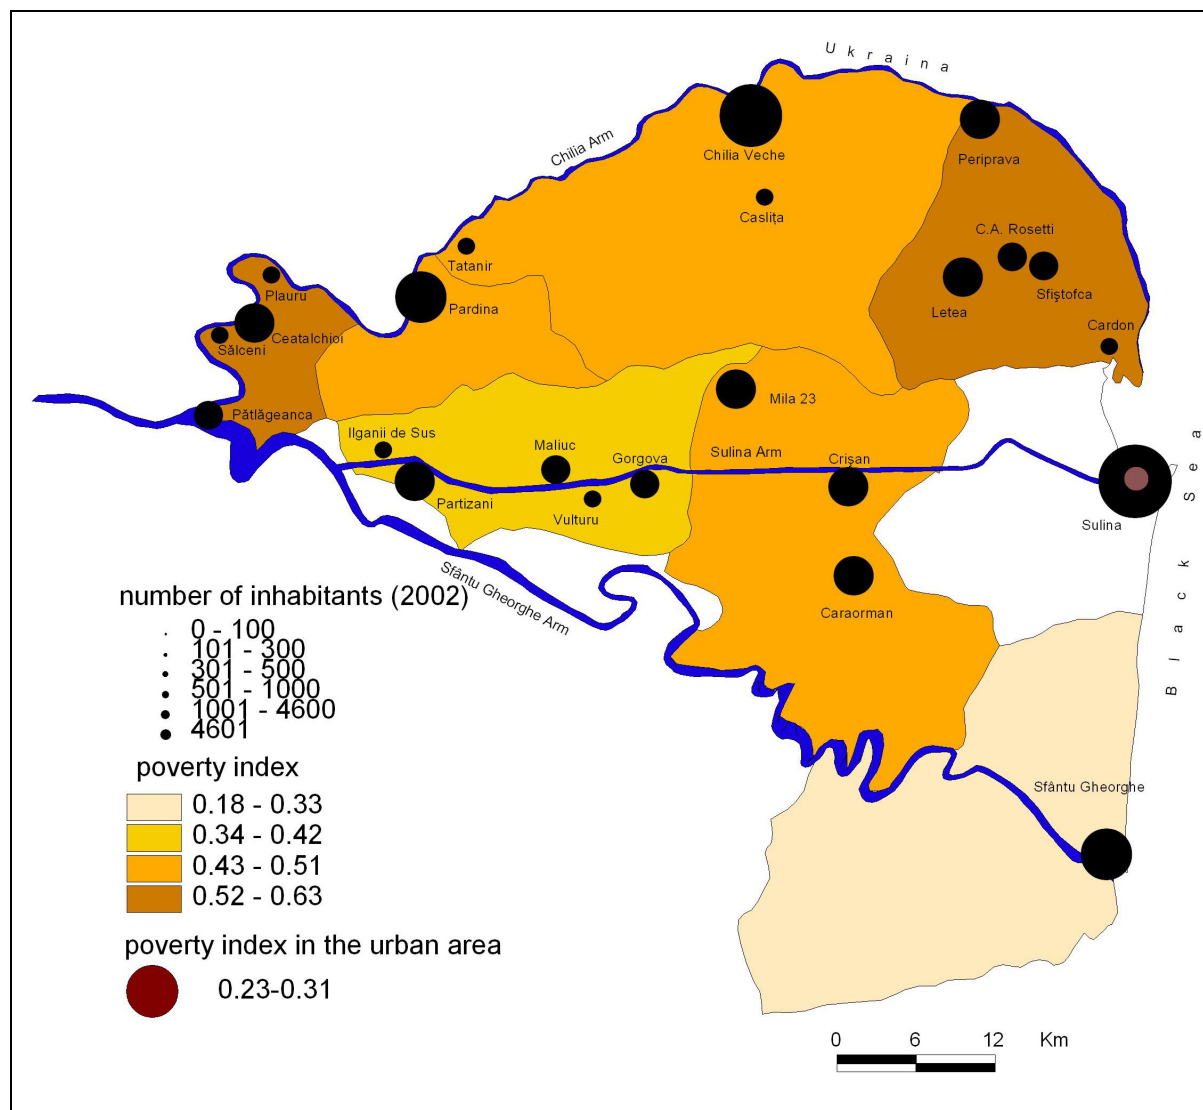 Ukraina
Chilia Arm
Chilia Veche
Periprava
Caslița
C.A. Rosetti
Tatanir
Sfiştofca
Plauru
Letea
Pardina
Cardon
Ceatalchioi
Sălceni
Mila 23
Pătlăgeanca
Ilganii de Sus
Maliuc
Gorgova
Sulina Arm
Crişan
Partizani
Vulturu
Sulina
Black Sea
Sfântu Gheorghe Arm
Caraorman
Sfântu Gheorghe
number of inhabitants (2002)
0 - 100
101 - 300
301 - 500
501 - 1000
1001 - 4600
4601
poverty index
0.18 - 0.33
0.34 - 0.42
0.43 - 0.51
0.52 - 0.63
poverty index in the urban area
0.23-0.31
0 6 12 Km